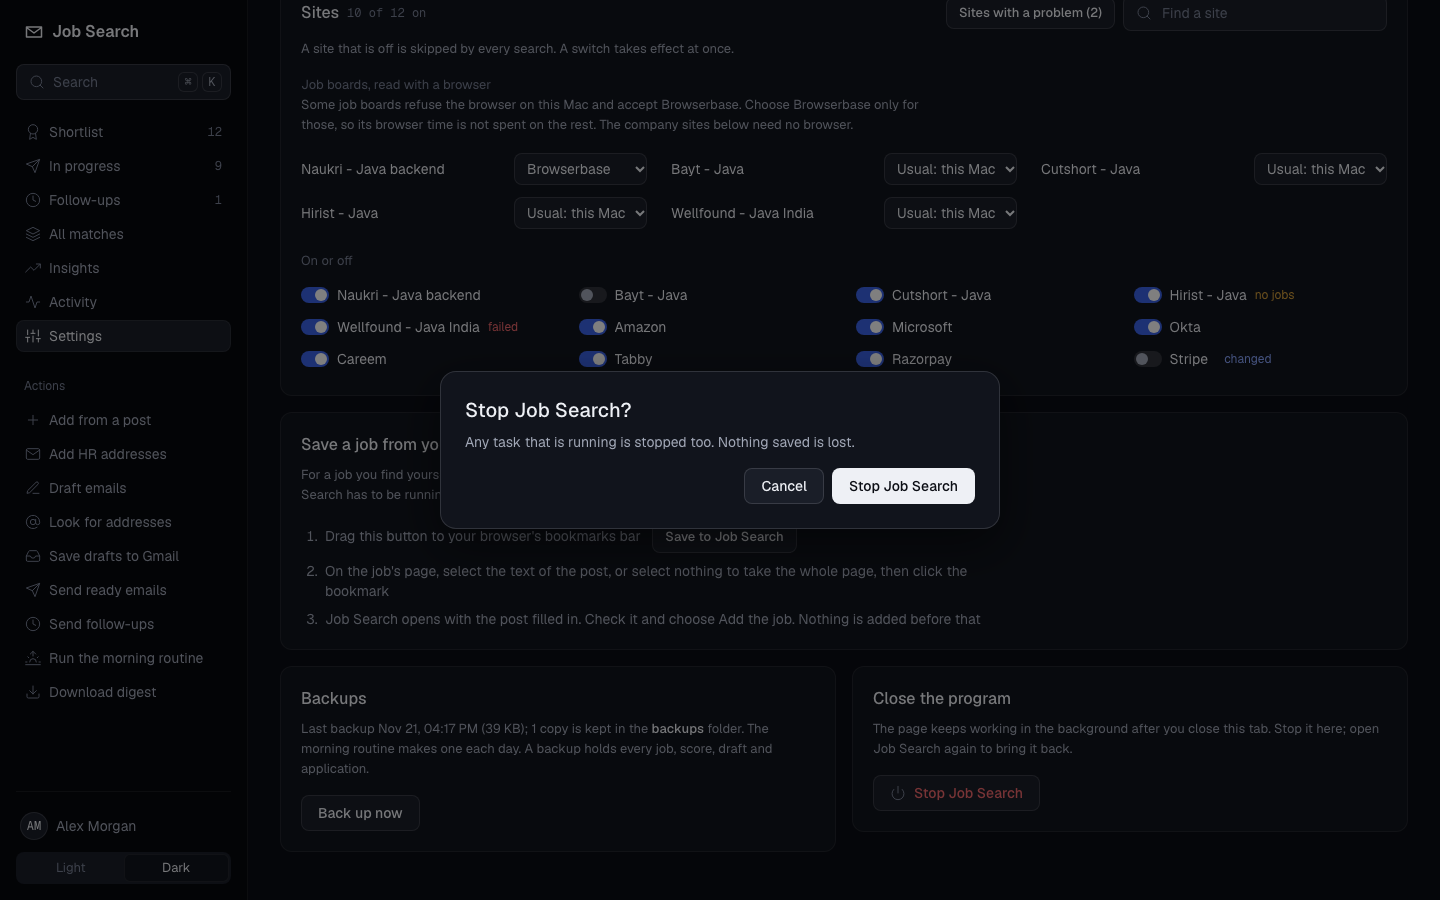 Job Search
Search ⌘ K
Shortlist 12
In progress 9
Follow-ups 1
All matches
Insights
Activity
Settings
Actions
Add from a post
Add HR addresses
Draft emails
Look for addresses
Save drafts to Gmail
Send ready emails
Send follow-ups
Run the morning routine
Download digest
AM Alex Morgan
Light Dark
Sites 10 of 12 on Sites with a problem (2) Find a site
A site that is off is skipped by every search. A switch takes effect at once.
Job boards, read with a browser
Some job boards refuse the browser on this Mac and accept Browserbase. Choose Browserbase only for
those, so its browser time is not spent on the rest. The company sites below need no browser.
Naukri - Java backend Browserbase Bayt - Java Usual: this Mac Cutshort - Java Usual: this Mac
Hirist - Java Usual: this Mac Wellfound - Java India Usual: this Mac
On or off
Naukri - Java backend Bayt - Java Cutshort - Java Hirist - Java no jobs
Wellfound - Java India failed Amazon Microsoft Okta
Careem Tabby Razorpay Stripe changed
Stop Job Search?
Any task that is running is stopped too. Nothing saved is lost.
Cancel Stop Job Search
Save a job from yo
For a job you find yours
Search has to be runnin
1. Drag this button to your browser's bookmarks bar Save to Job Search
2. On the job's page, select the text of the post, or select nothing to take the whole page, then click the
bookmark
3. Job Search opens with the post filled in. Check it and choose Add the job. Nothing is added before that
Backups
Last backup Nov 21, 04:17 PM (39 KB); 1 copy is kept in the backups folder. The
morning routine makes one each day. A backup holds every job, score, draft and
application.
Back up now
Close the program
The page keeps working in the background after you close this tab. Stop it here; open
Job Search again to bring it back.
Stop Job Search